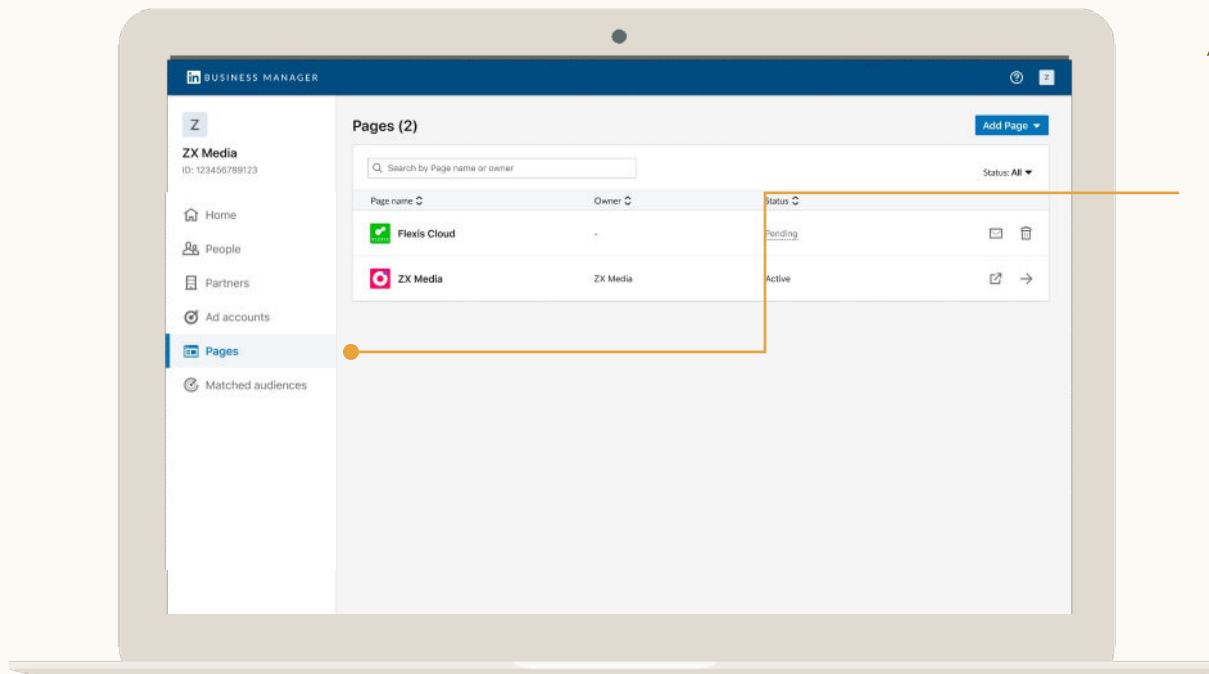 in BUSINESS MANAGER
Z
Z
ZX Media
ID: 123456789123
Home
People
Partners
Ad accounts
Pages
Matched audiences
Pages (2)
Add Page
Search by Page name or owner
Status: All
Page name Owner Status
Flexis Cloud - Pending
ZX Media ZX Media Active